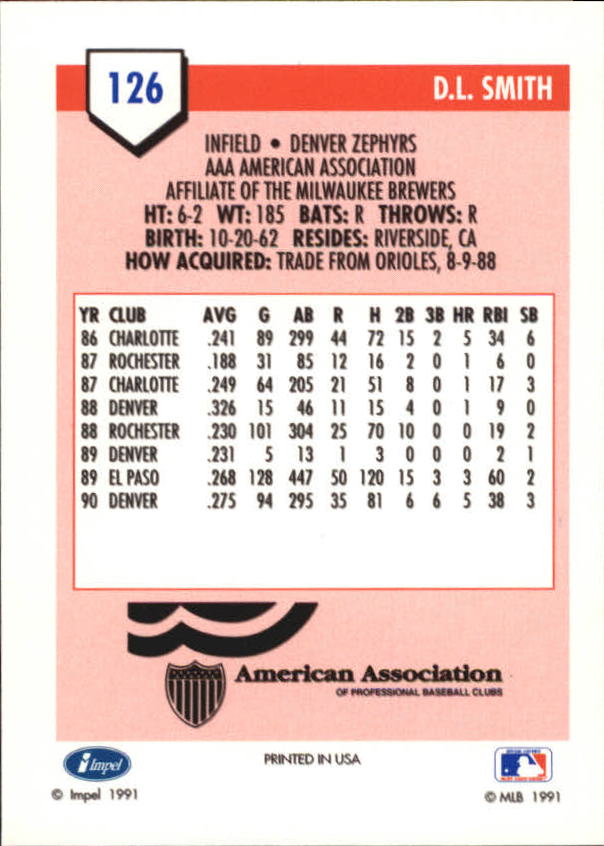 126
D.L. SMITH
INFIELD • DENVER ZEPHYRS
AAA AMERICAN ASSOCIATION
AFFILIATE OF THE MILWAUKEE BREWERS
HT: 6-2 WT: 185 BATS: R THROWS: R
BIRTH: 10-20-62 RESIDES: RIVERSIDE, CA
HOW ACQUIRED: TRADE FROM ORIOLES, 8-9-88
YR CLUB AVG G AB R H 2B 3B HR RBI SB
86 CHARLOTTE .241 89 299 44 72 15 2 5 34 6
87 ROCHESTER .188 31 85 12 16 2 0 1 6 0
87 CHARLOTTE .249 64 205 21 51 8 0 1 17 3
88 DENVER .326 15 46 11 15 4 0 1 9 0
88 ROCHESTER .230 101 304 25 70 10 0 0 19 2
89 DENVER .231 5 13 1 3 0 0 0 2 1
89 EL PASO .268 128 447 50 120 15 3 3 60 2
90 DENVER .275 94 295 35 81 6 6 5 38 3
American Association
OF PROFESSIONAL BASEBALL CLUBS
Impel
PRINTED IN USA
© Impel 1991
© MLB 1991